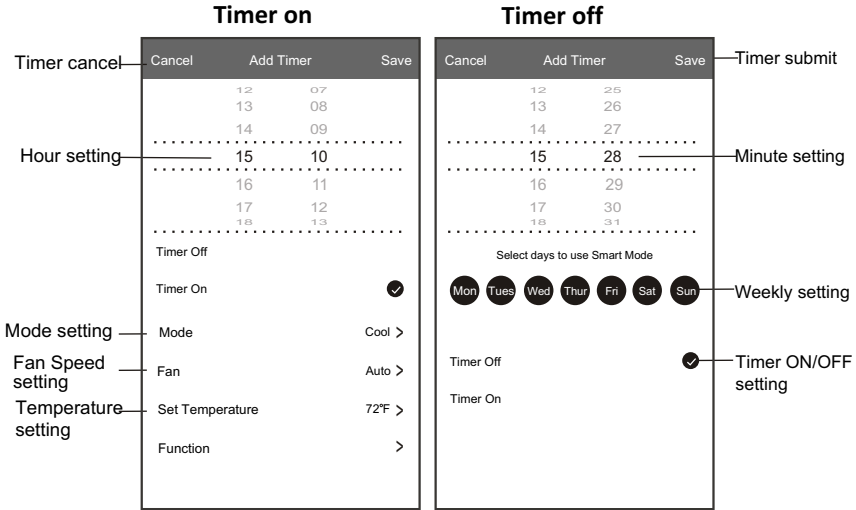 Timer on
Timer off
Timer cancel
Cancel Add Timer Save
12 07
13 08
14 09
Hour setting
15 10
16 11
17 12
18 13
Timer Off
Timer On
Mode setting
Mode Cool >
Fan Speed
setting
Fan Auto >
Temperature
setting
Set Temperature 72°F >
Function >
Cancel Add Timer Save
Timer submit
12 25
13 26
14 27
15 28
Minute setting
16 29
17 30
18 31
Select days to use Smart Mode
Mon Tues Wed Thur Fri Sat Sun
Weekly setting
Timer Off
Timer ON/OFF
setting
Timer On